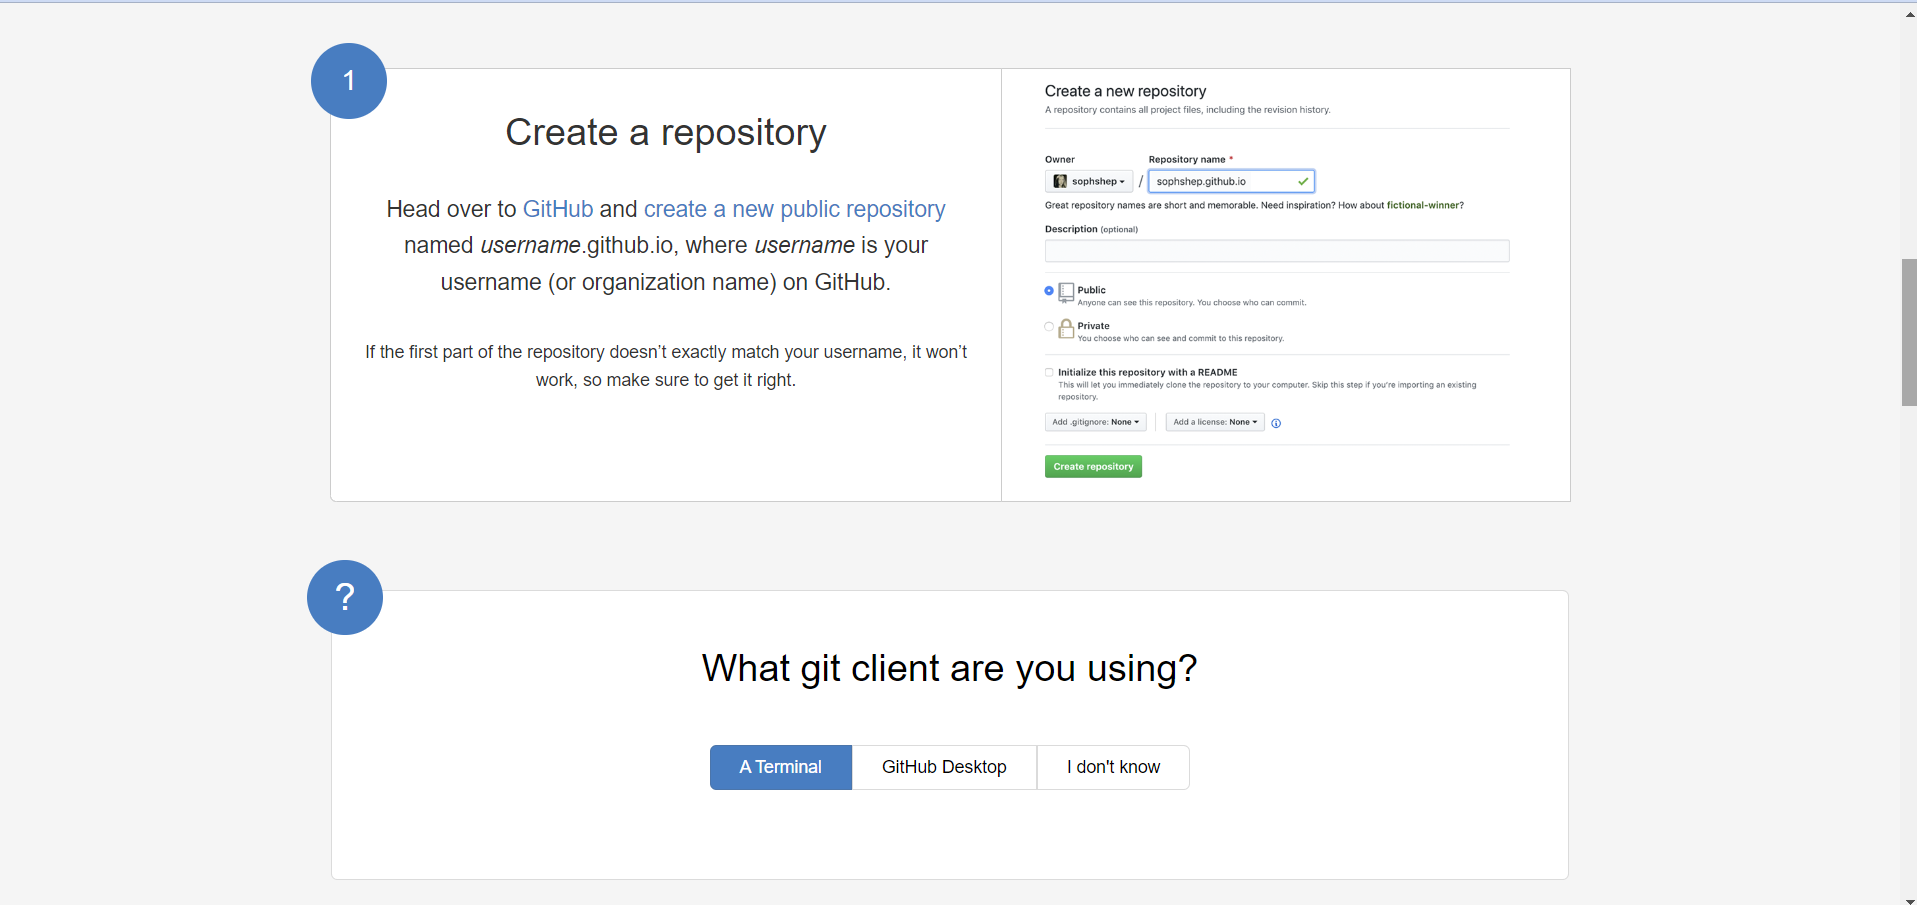 1
Create a repository
Head over to GitHub and create a new public repository
named username.github.io, where username is your
username (or organization name) on GitHub.
If the first part of the repository doesn’t exactly match your username, it won’t
work, so make sure to get it right.
Create a new repository
A repository contains all project files, including the revision history.
Owner
Repository name *
sophshep / sophshep.github.io
Great repository names are short and memorable. Need inspiration? How about fictional-winner?
Description (optional)
Public
Anyone can see this repository. You choose who can commit.
Private
You choose who can see and commit to this repository.
Initialize this repository with a README
This will let you immediately clone the repository to your computer. Skip this step if you’re importing an existing
repository.
Add .gitignore: None
Add a license: None
Create repository
?
What git client are you using?
A Terminal
GitHub Desktop
I don't know